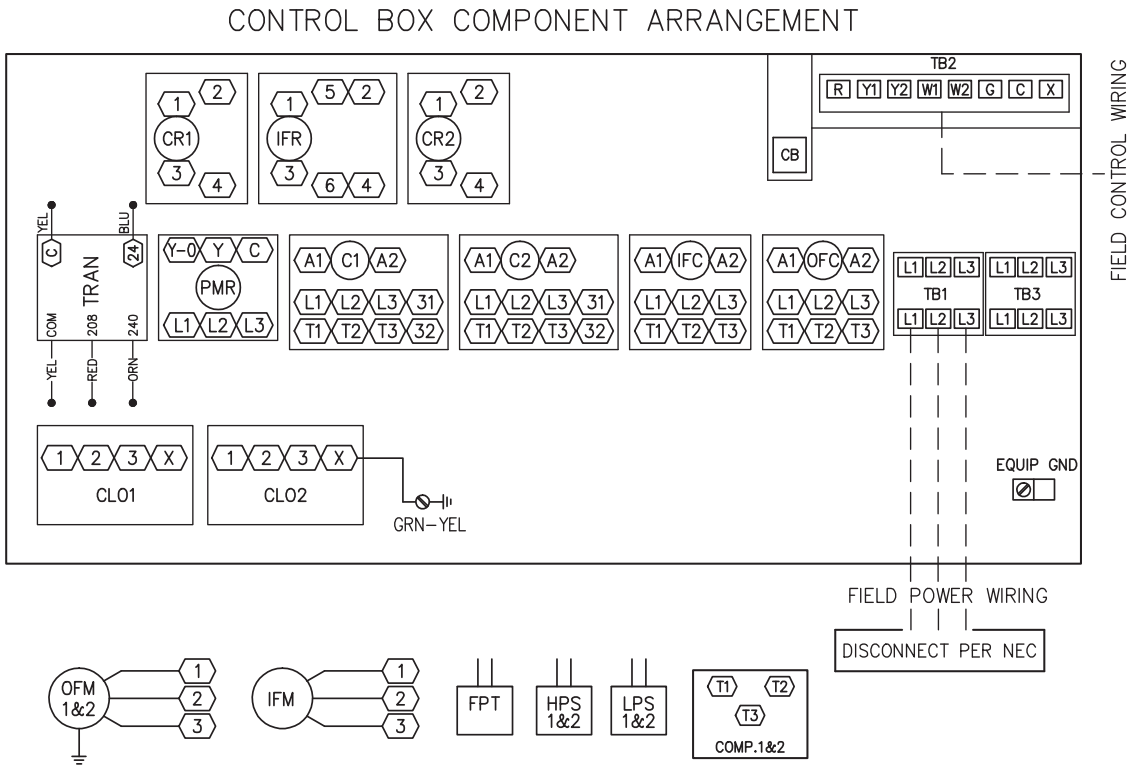 CONTROL BOX COMPONENT ARRANGEMENT
TB2
R Y1 Y2 W1 W2 G C X
FIELD CONTROL WIRING
CB
1 2
CR1
3 4
1 5 2
IFR
3 6 4
1 2
CR2
3 4
YEL BLU
C 24
TRAN
COM 208 240
YEL RED ORN
Y-O Y C
PMR
L1 L2 L3
A1 C1 A2
L1 L2 L3 31
T1 T2 T3 32
A1 C2 A2
L1 L2 L3 31
T1 T2 T3 32
A1 IFC A2
L1 L2 L3
T1 T2 T3
A1 OFC A2
L1 L2 L3
T1 T2 T3
L1 L2 L3
TB1
L1 L2 L3
L1 L2 L3
TB3
L1 L2 L3
1 2 3 X
CLO1
1 2 3 X
CLO2
GRN-YEL
EQUIP GND
FIELD POWER WIRING
DISCONNECT PER NEC
OFM
1&2
1
2
3
IFM
1
2
3
FPT
HPS
1&2
LPS
1&2
T1 T2
T3
COMP.1&2